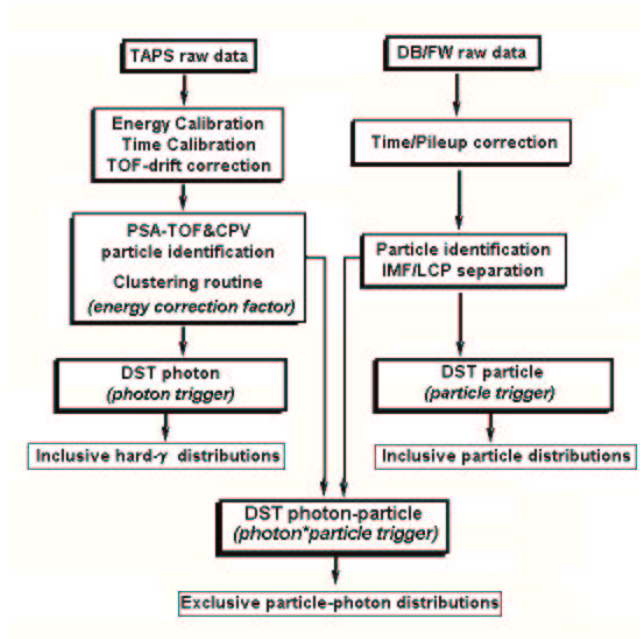 TAPS raw data
DB/FW raw data
Energy Calibration
Time Calibration
TOF-drift correction
Time/Pileup correction
PSA-TOF&CPV
particle identification
Clustering routine
(energy correction factor)
Particle identification
IMF/LCP separation
DST photon
(photon trigger)
DST particle
(particle trigger)
Inclusive hard-γ distributions
Inclusive particle distributions
DST photon-particle
(photon*particle trigger)
Exclusive particle-photon distributions